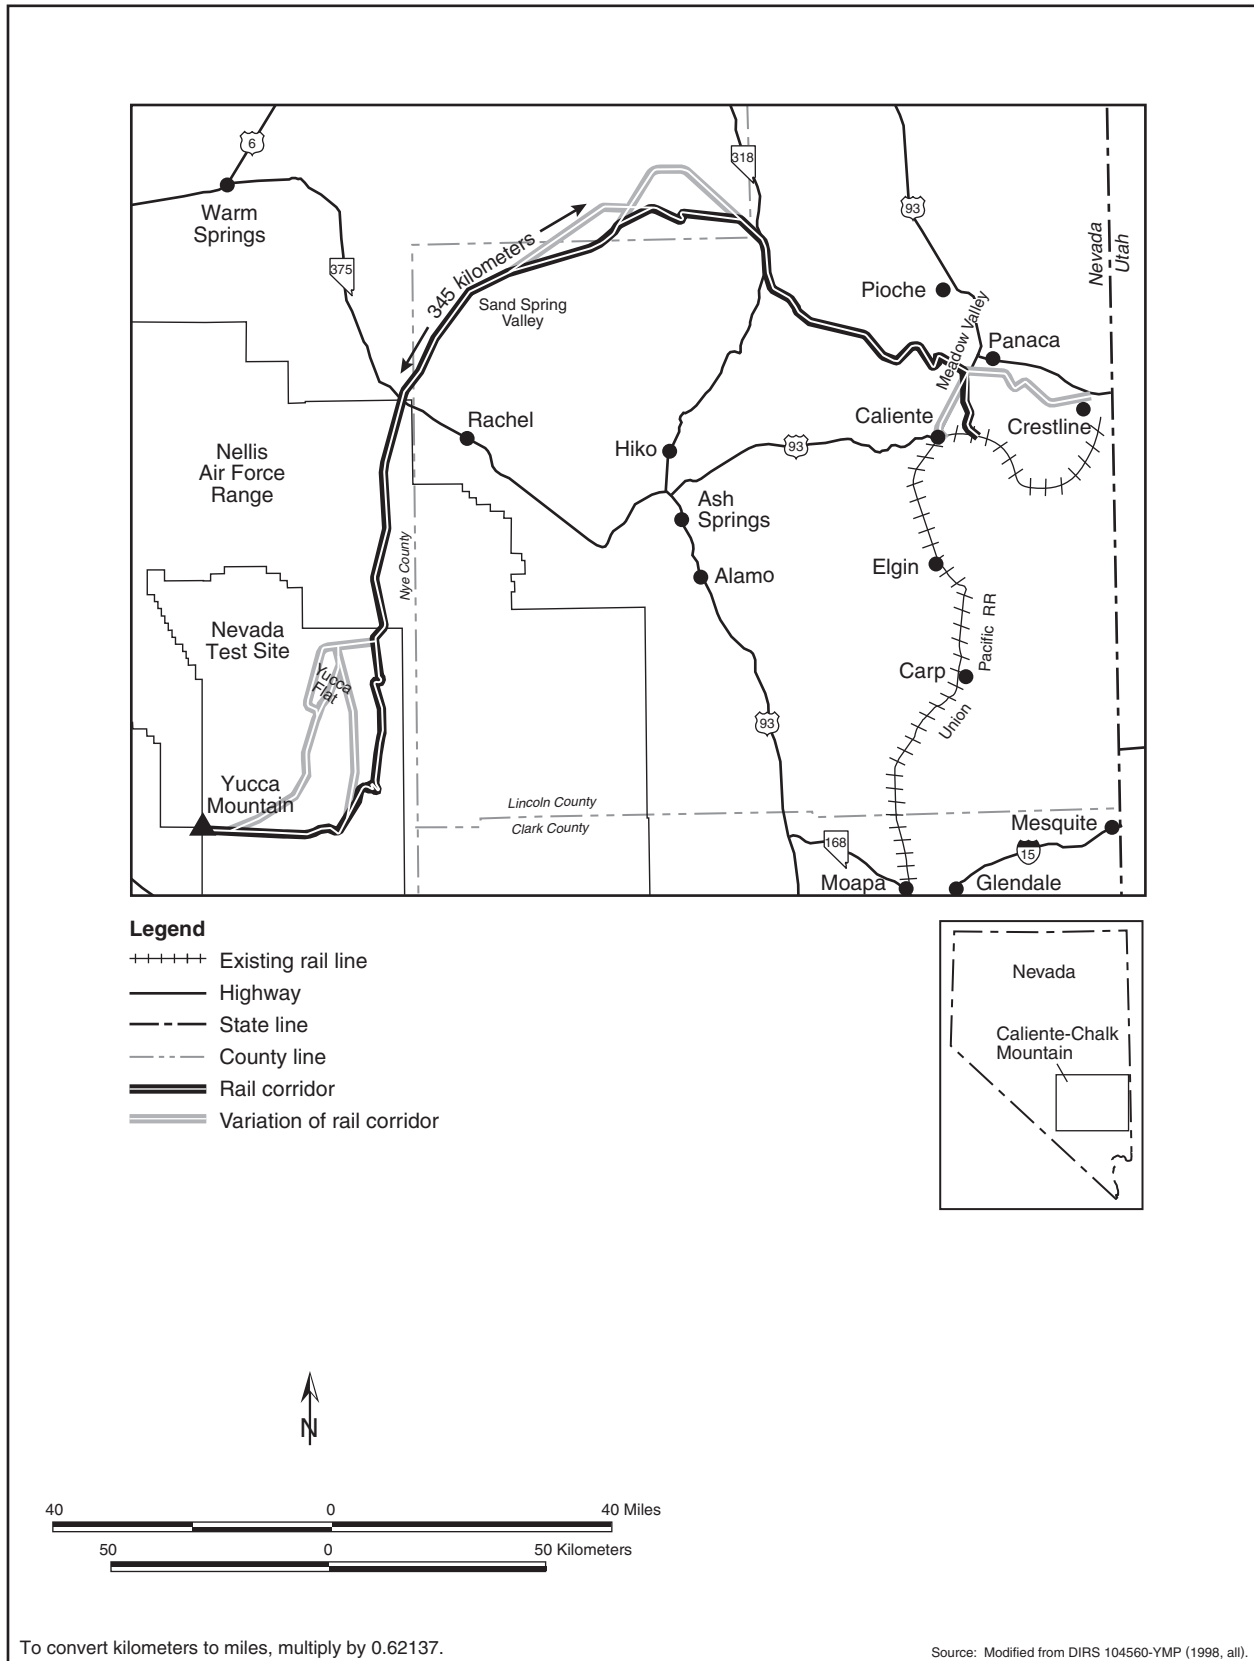 6
318
93
Warm
Springs
375
345 kilometers
Sand Spring
Valley
Nevada
Utah
Pioche
Meadow Valley
Panaca
Caliente
Crestline
Rachel
Hiko
93
Nellis
Air Force
Range
Ash
Springs
Nye County
Elgin
Alamo
Nevada
Test Site
Yucca
Flat
Pacific RR
Carp
Union
93
Yucca
Mountain
Lincoln County
Clark County
168
Mesquite
15
Moapa
Glendale
Legend
Existing rail line
Highway
State line
County line
Rail corridor
Variation of rail corridor
Nevada
Caliente-Chalk
Mountain
N
40 0 40 Miles
50 0 50 Kilometers
To convert kilometers to miles, multiply by 0.62137.
Source: Modified from DIRS 104560-YMP (1998, all).